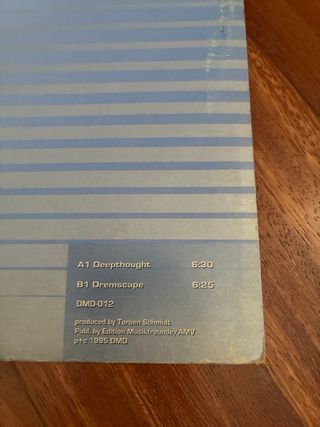 A1 Deepthought 6:30
B1 Dremscape 6:25
DMD-012
produced by Torben Schmidt
Publ. by Edition Musikfreunde/AMV
p+c 1995 DMD